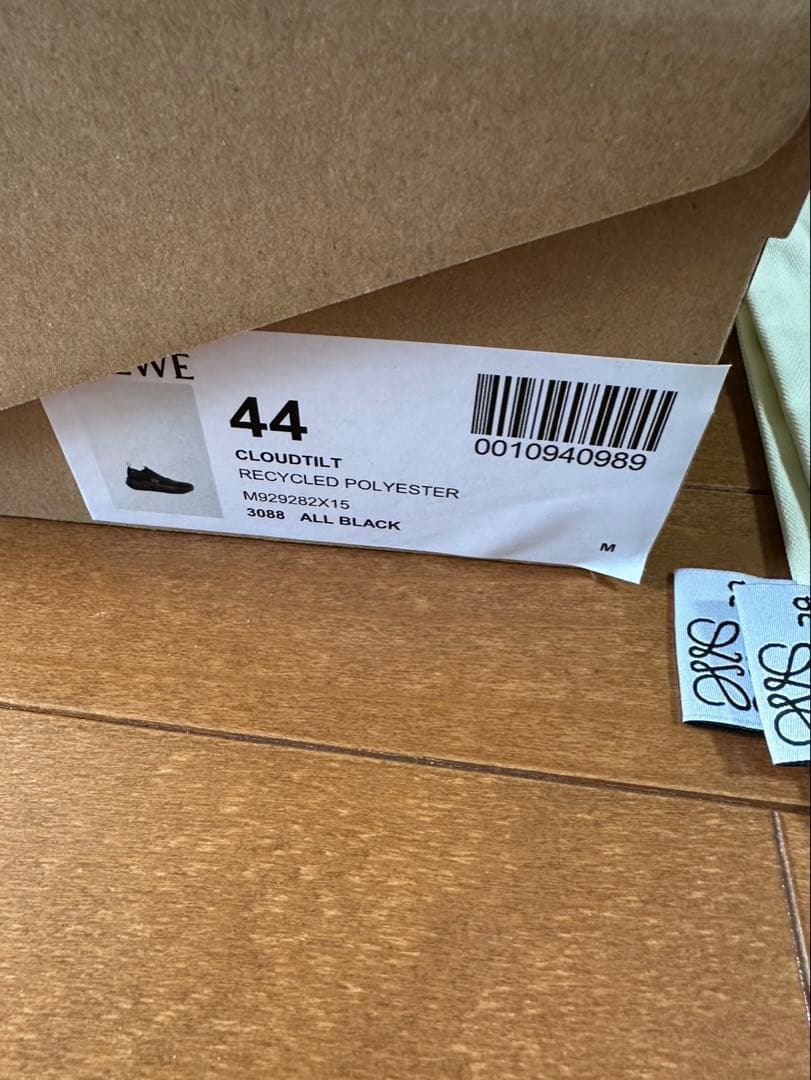 EWE
44
CLOUDTILT
RECYCLED POLYESTER
M929282X15
3088 ALL BLACK
0010940989
M